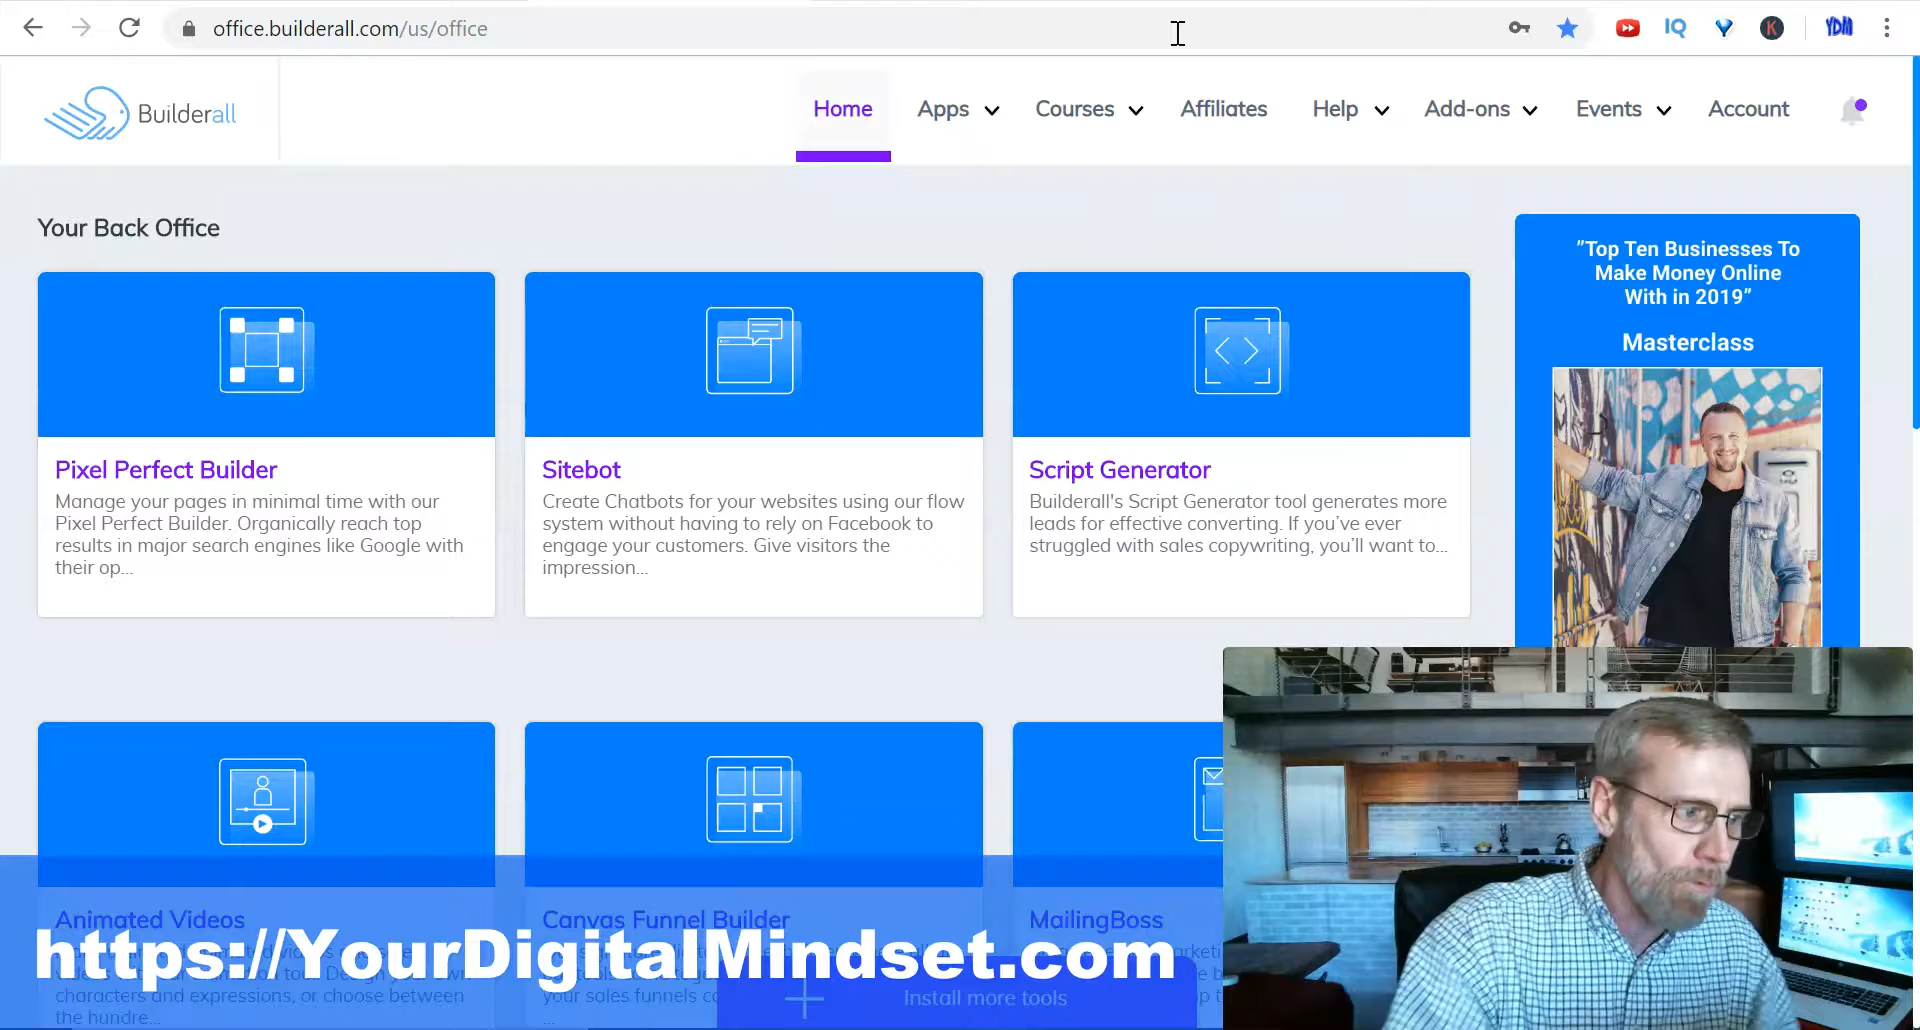 office.builderall.com/us/office
IQ
K
YDM
Builderall
Home
Apps
Courses
Affiliates
Help
Add-ons
Events
Account
Your Back Office
Pixel Perfect Builder
Manage your pages in minimal time with our
Pixel Perfect Builder. Organically reach top
results in major search engines like Google with
their op...
Sitebot
Create Chatbots for your websites using our flow
system without having to rely on Facebook to
engage your customers. Give visitors the
impression...
Script Generator
Builderall's Script Generator tool generates more
leads for effective converting. If you've ever
struggled with sales copywriting, you'll want to...
"Top Ten Businesses To
Make Money Online
With in 2019"
Masterclass
Animated Videos
characters and expressions, or choose between
the hundre...
Canvas Funnel Builder
your sales funnels
...
MailingBoss
https://YourDigitalMindset.com
Install more tools